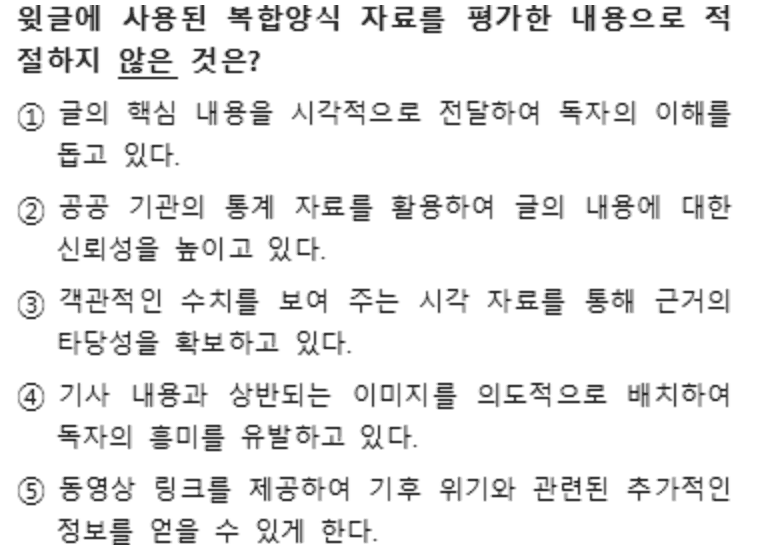 윗글에 사용된 복합양식 자료를 평가한 내용으로 적
절하지 않은 것은?
① 글의 핵심 내용을 시각적으로 전달하여 독자의 이해를
돕고 있다.
② 공공 기관의 통계 자료를 활용하여 글의 내용에 대한
신뢰성을 높이고 있다.
③ 객관적인 수치를 보여 주는 시각 자료를 통해 근거의
타당성을 확보하고 있다.
④ 기사 내용과 상반되는 이미지를 의도적으로 배치하여
독자의 흥미를 유발하고 있다.
⑤ 동영상 링크를 제공하여 기후 위기와 관련된 추가적인
정보를 얻을 수 있게 한다.